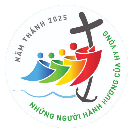 NĂM THÁNH 2025
NHỮNG NGƯỜI HÀNH HƯƠNG CỦA HY VỌNG